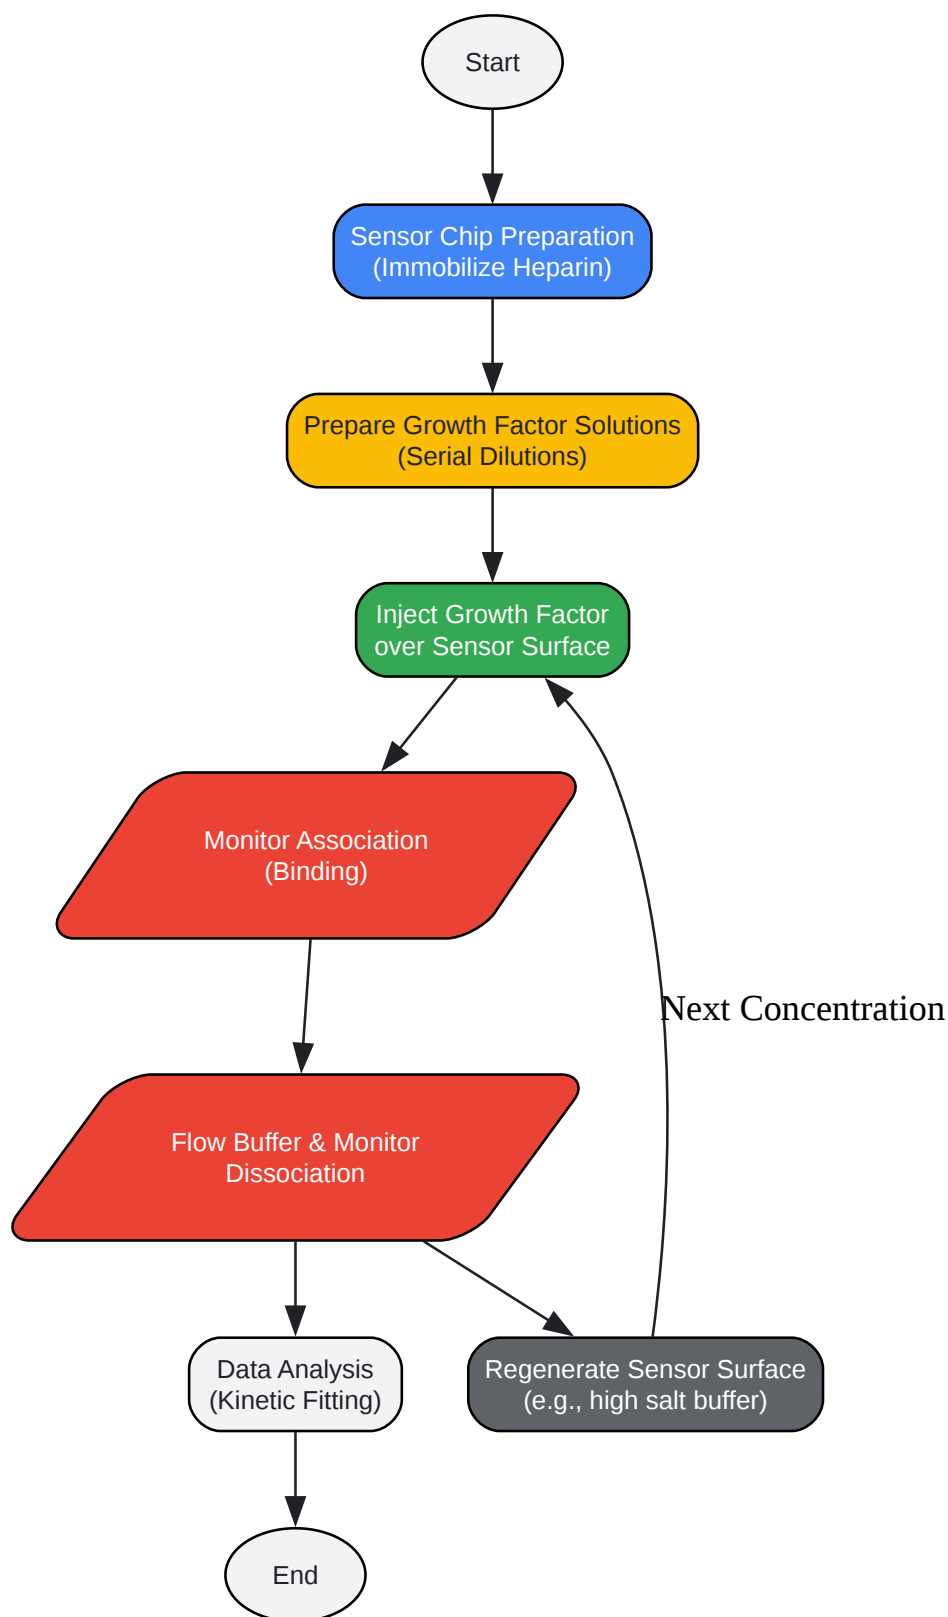 Start
Sensor Chip Preparation
(Immobilize Heparin)
Prepare Growth Factor Solutions
(Serial Dilutions)
Inject Growth Factor
over Sensor Surface
Monitor Association
(Binding)
Next Concentration
Flow Buffer & Monitor
Dissociation
Data Analysis
(Kinetic Fitting)
Regenerate Sensor Surface
(e.g., high salt buffer)
End